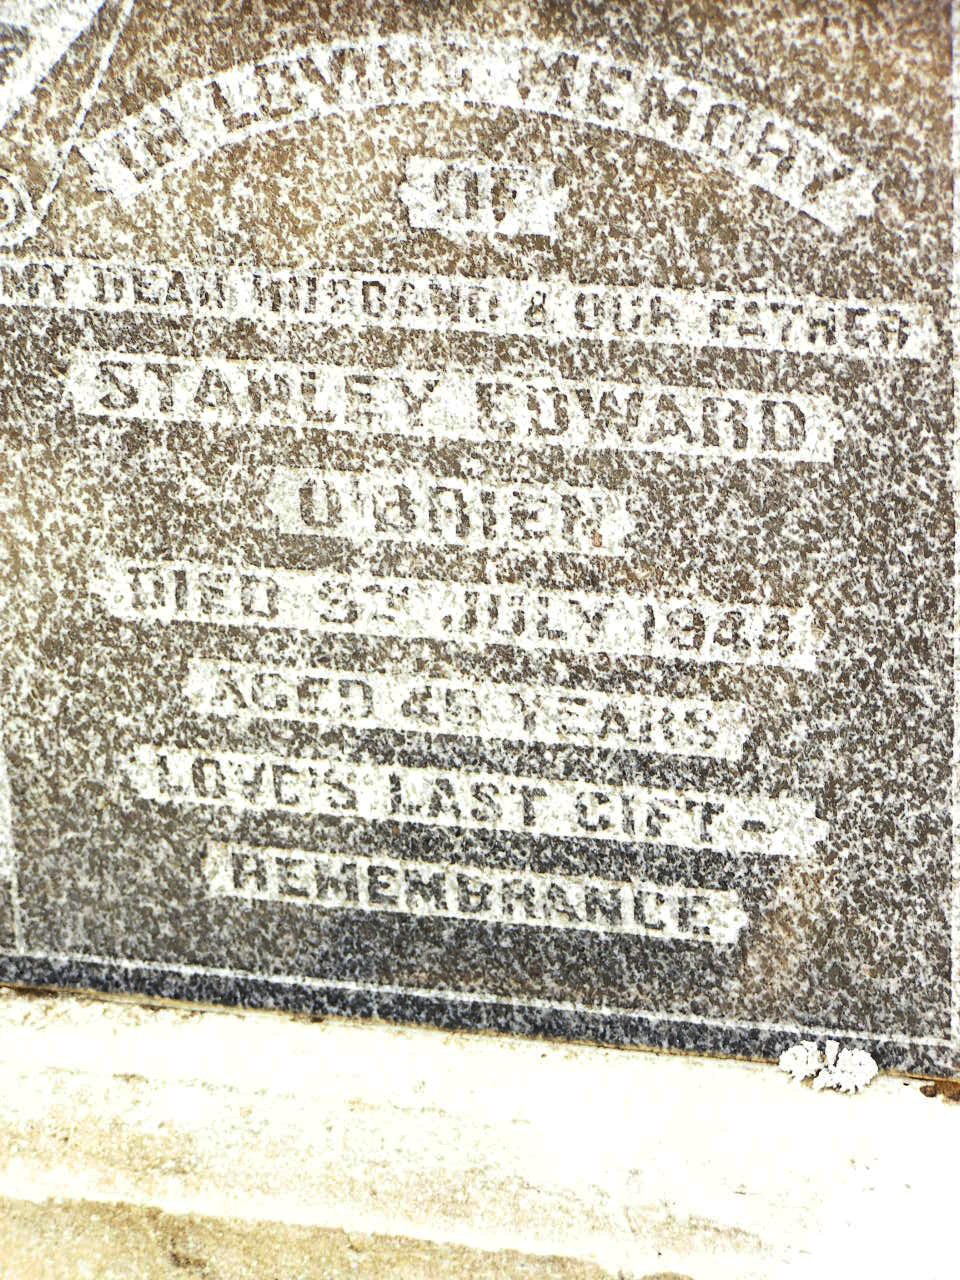 IN LOVING MEMORY
OF
MY DEAR HUSBAND & OUR FATHER
STANLEY EDWARD
O'BRIEN
DIED JULY
AGED YEARS
LOVE'S LAST GIFT -
REMEMBRANCE